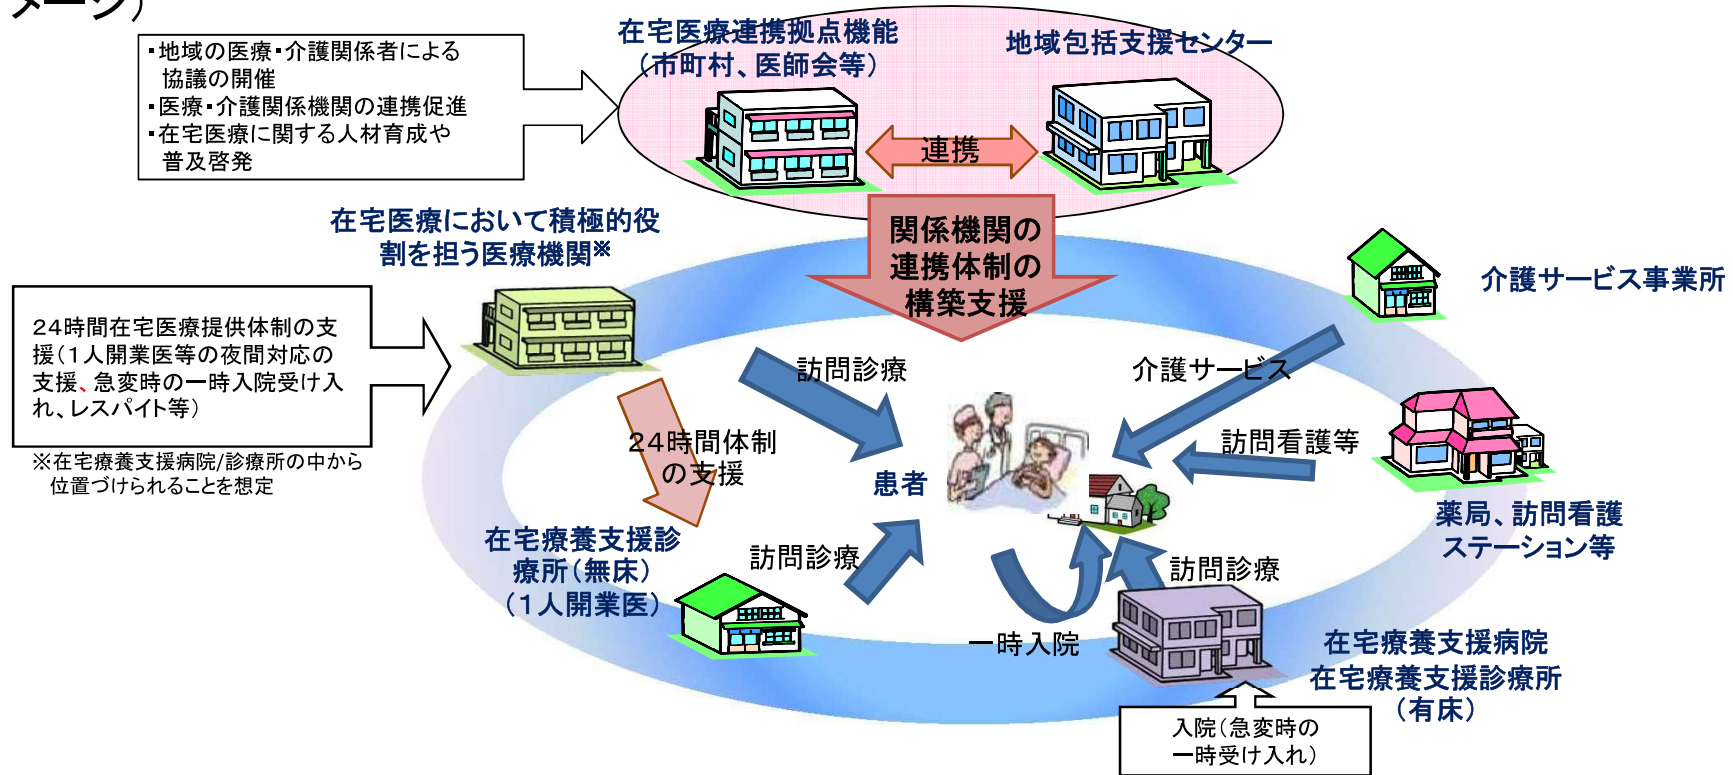 メージ）
・地域の医療・介護関係者による
協議の開催
・医療・介護関係機関の連携促進
・在宅医療に関する人材育成や
普及啓発
在宅医療連携拠点機能
（市町村、医師会等）
地域包括支援センター
連携
関係機関の
連携体制の
構築支援
在宅医療において積極的役
割を担う医療機関※
介護サービス事業所
24時間在宅医療提供体制の支
援（1人開業医等の夜間対応の
支援、急変時の一時入院受け入
れ、レスパイト等）
※在宅療養支援病院/診療所の中から
位置づけられることを想定
訪問診療
介護サービス
24時間体制
の支援
訪問看護等
患者
薬局、訪問看護
ステーション等
在宅療養支援診
療所（無床）
（1人開業医）
訪問診療
訪問診療
一時入院
在宅療養支援病院
在宅療養支援診療所
（有床）
入院（急変時の
一時受け入れ）